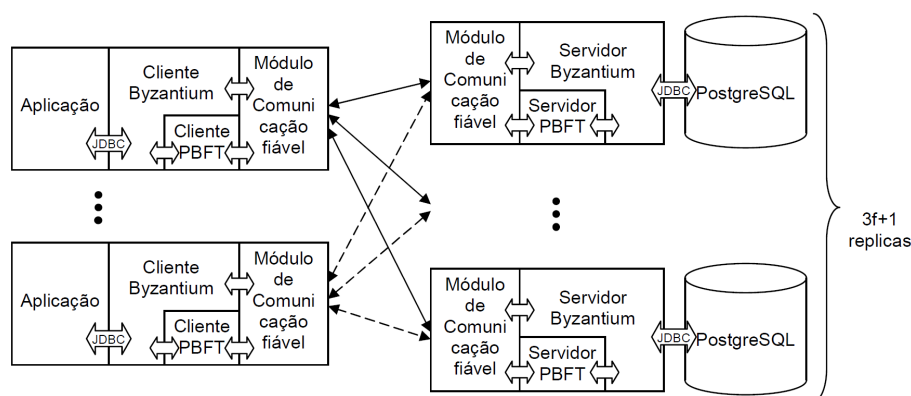 Aplicação
Cliente
Byzantium
Módulo
de
Comuni
cação
fiável
Cliente
PBFT
JDBC
Módulo
de
Comuni
cação
fiável
Servidor
Byzantium
Servidor
PBFT
JDBC
PostgreSQL
3f+1
replicas
Aplicação
Cliente
Byzantium
Módulo
de
Comuni
cação
fiável
Cliente
PBFT
JDBC
Módulo
de
Comuni
cação
fiável
Servidor
Byzantium
Servidor
PBFT
JDBC
PostgreSQL